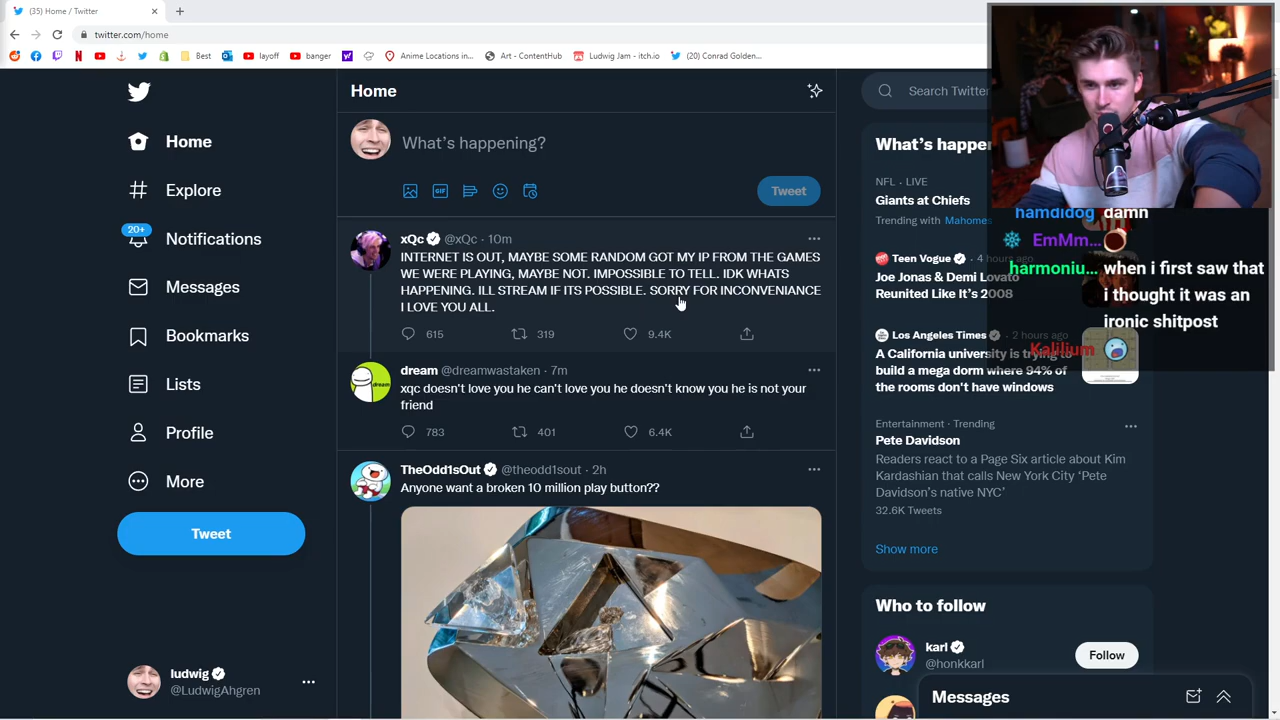 (35) Home / Twitter
twitter.com/home
Best
layoff
banger
Anime Locations in...
Art - ContentHub
Ludwig Jam - itch.io
(20) Conrad Golden...
Home
Explore
20+
Notifications
Messages
Bookmarks
Lists
Profile
More
Tweet
ludwig
@LudwigAhgren
Home
What's happening?
GIF
Tweet
xQc @xQc · 10m
NTERNET IS OUT, MAYBE SOME RANDOM GOT MY IP FROM THE GAMES
WE WERE PLAYING, MAYBE NOT. IMPOSSIBLE TO TELL. IDK WHATS
HAPPENING. ILL STREAM IF ITS POSSIBLE. SORRY FOR INCONVENIENCE
I LOVE YOU ALL.
615 319 9.4K
dream @dreamwastaken · 7m
xqc doesn't love you he can't love you he doesn't know you he is not your
friend
783 401 6.4K
TheOdd1sOut @theodd1sout · 2h
Anyone want a broken 10 million play button??
Search Twitter
What's happen
NFL · LIVE
Giants at Chiefs
Trending with Mahomes
Teen Vogue · 4 hours
Joe Jonas & Demi Lovato
Reunited Like It's 2008
Los Angeles Times · 2 hours ago
A California university is trying to
build a mega dorm where 94% of
the rooms don't have windows
Entertainment · Trending
Pete Davidson
Readers react to a Page Six article about Kim
Kardashian that calls New York City 'Pete
Davidson's native NYC'
32.6K Tweets
Show more
Who to follow
karl
@honkkarl
Follow
Messages
hamdidog damn
EmMm...
harmoniu... when i first saw that
i thought it was an
ironic shitpost
Kalilium